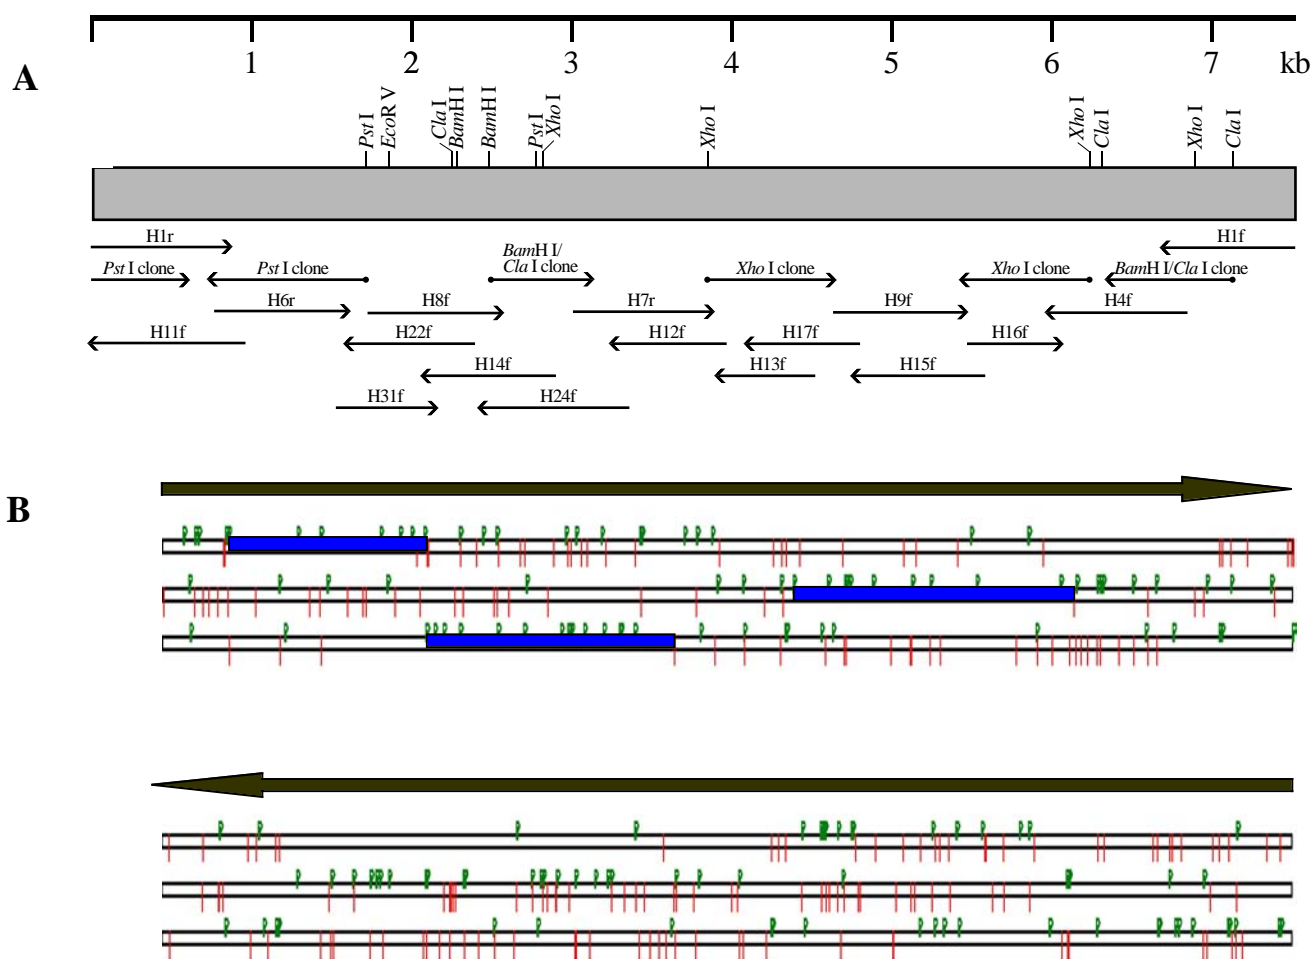 1 2 3 4 5 6 7 kb
A
Pst I EcoR V Cla I BamH I BamH I Pst I Xho I Xho I Xho I Cla I Xho I Cla I
H1r H1f
Pst I clone Pst I clone BamH I/ Cla I clone Xho I clone Xho I clone BamH I/Cla I clone
H6r H8f H7r H9f H4f
H11f H22f H12f H17f H16f
H14f H13f H15f
H31f H24f
B